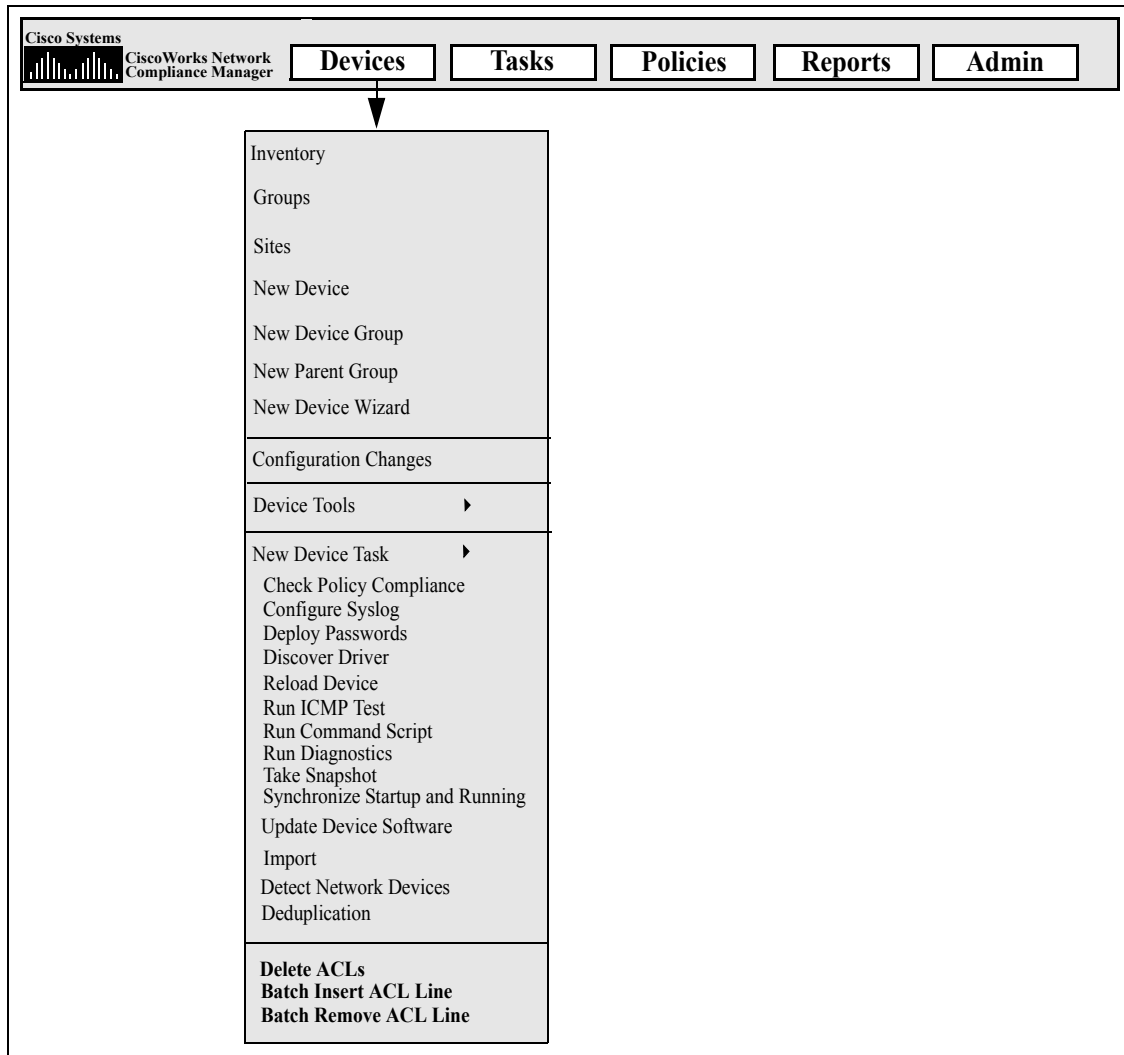 Cisco Systems
CiscoWorks Network
Compliance Manager
Devices
Tasks
Policies
Reports
Admin
Inventory
Groups
Sites
New Device
New Device Group
New Parent Group
New Device Wizard
Configuration Changes
Device Tools
New Device Task
Check Policy Compliance
Configure Syslog
Deploy Passwords
Discover Driver
Reload Device
Run ICMP Test
Run Command Script
Run Diagnostics
Take Snapshot
Synchronize Startup and Running
Update Device Software
Import
Detect Network Devices
Deduplication
Delete ACLs
Batch Insert ACL Line
Batch Remove ACL Line